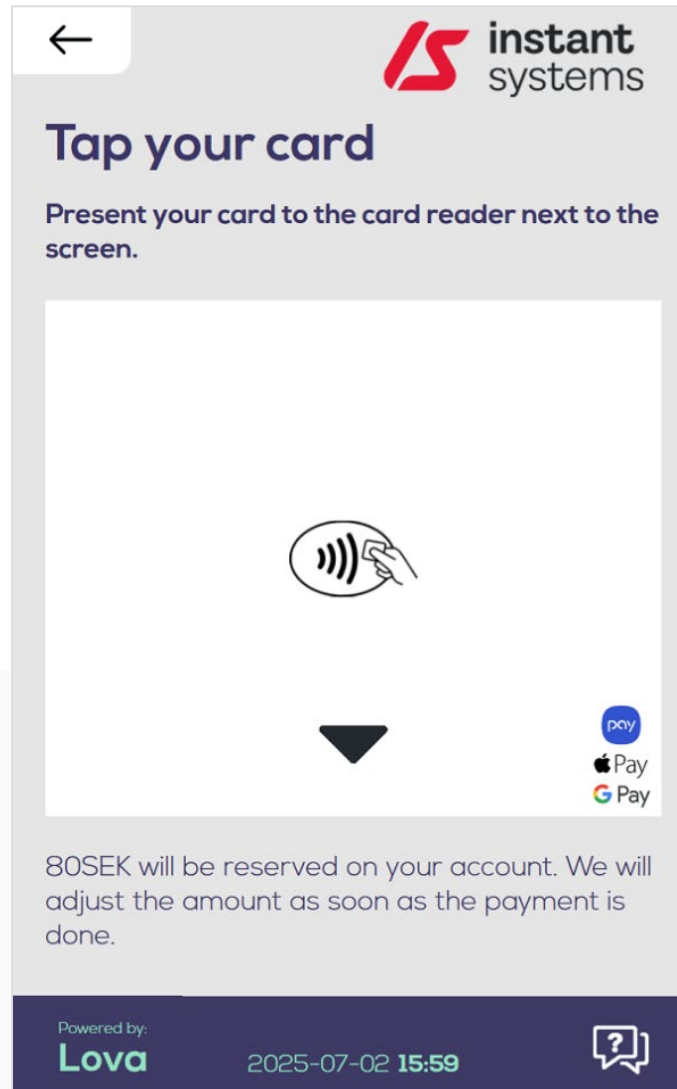 instant
systems
Tap your card
Present your card to the card reader next to the
screen.
pay
Pay
G Pay
80SEK will be reserved on your account. We will
adjust the amount as soon as the payment is
done.
Powered by:
Lova
2025-07-02 15:59
?